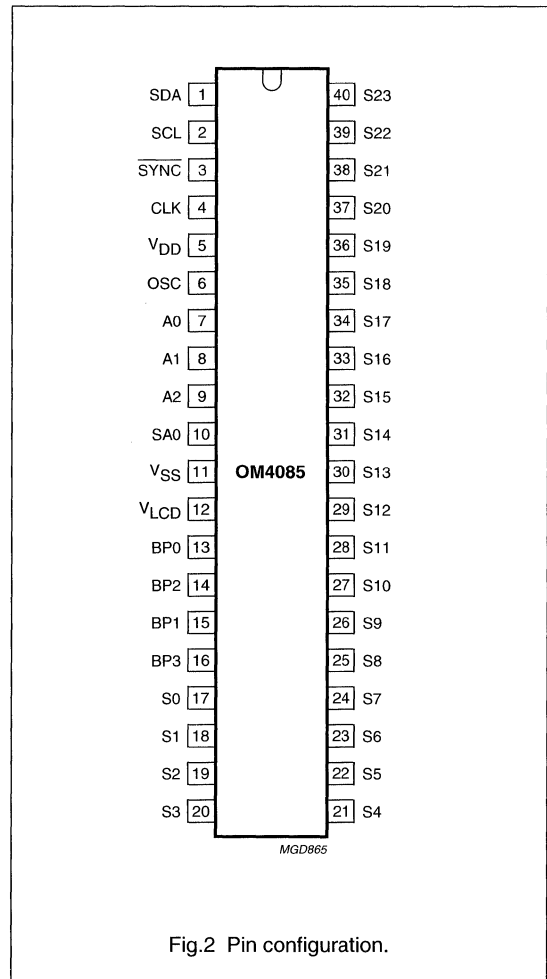 SDA 1 40 S23
SCL 2 39 S22
SYNC 3 38 S21
CLK 4 37 S20
VDD 5 36 S19
OSC 6 35 S18
A0 7 34 S17
A1 8 33 S16
A2 9 32 S15
SA0 10 31 S14
VSS 11 OM4085 30 S13
VLCD 12 29 S12
BP0 13 28 S11
BP2 14 27 S10
BP1 15 26 S9
BP3 16 25 S8
S0 17 24 S7
S1 18 23 S6
S2 19 22 S5
S3 20 21 S4
MGD865
Fig.2 Pin configuration.